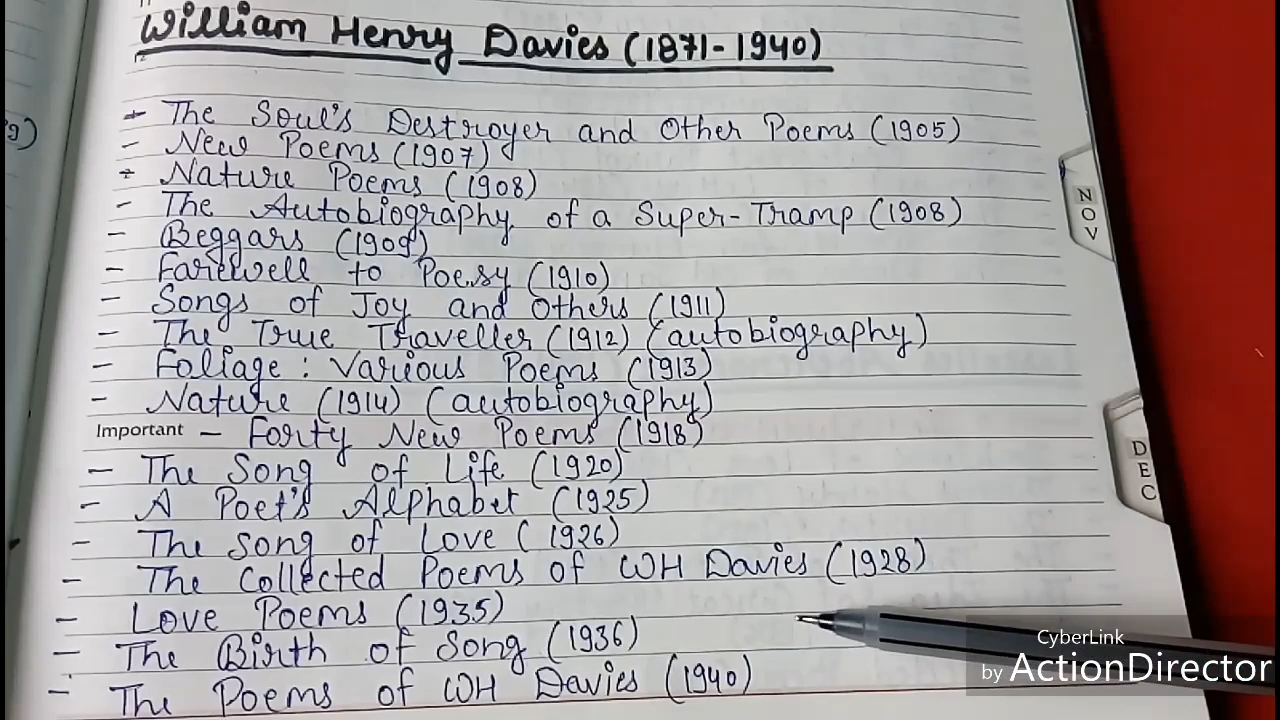 William Henry Davies (1871-1940)
9)
- The Soul's Destroyer and Other Poems (1905)
- New Poems (1907)
- Nature Poems (1908)
- The Autobiography of a Super-Tramp (1908)
- Beggars (1909)
- Farewell to Poesy (1910)
- Songs of Joy and Others (1911)
- The True Traveller (1912) (autobiography)
- Foliage : Various Poems (1913)
- Nature (1914) (autobiography)
Important - Forty New Poems (1918)
- The Song of Life (1920)
- A Poet's Alphabet (1925)
- The Song of Love (1926)
- The Collected Poems of WH Davies (1928)
- Love Poems (1935)
- The Birth of Song (1936)
- The Poems of WH Davies (1940)
NOV
DEC
CyberLink
by ActionDirector